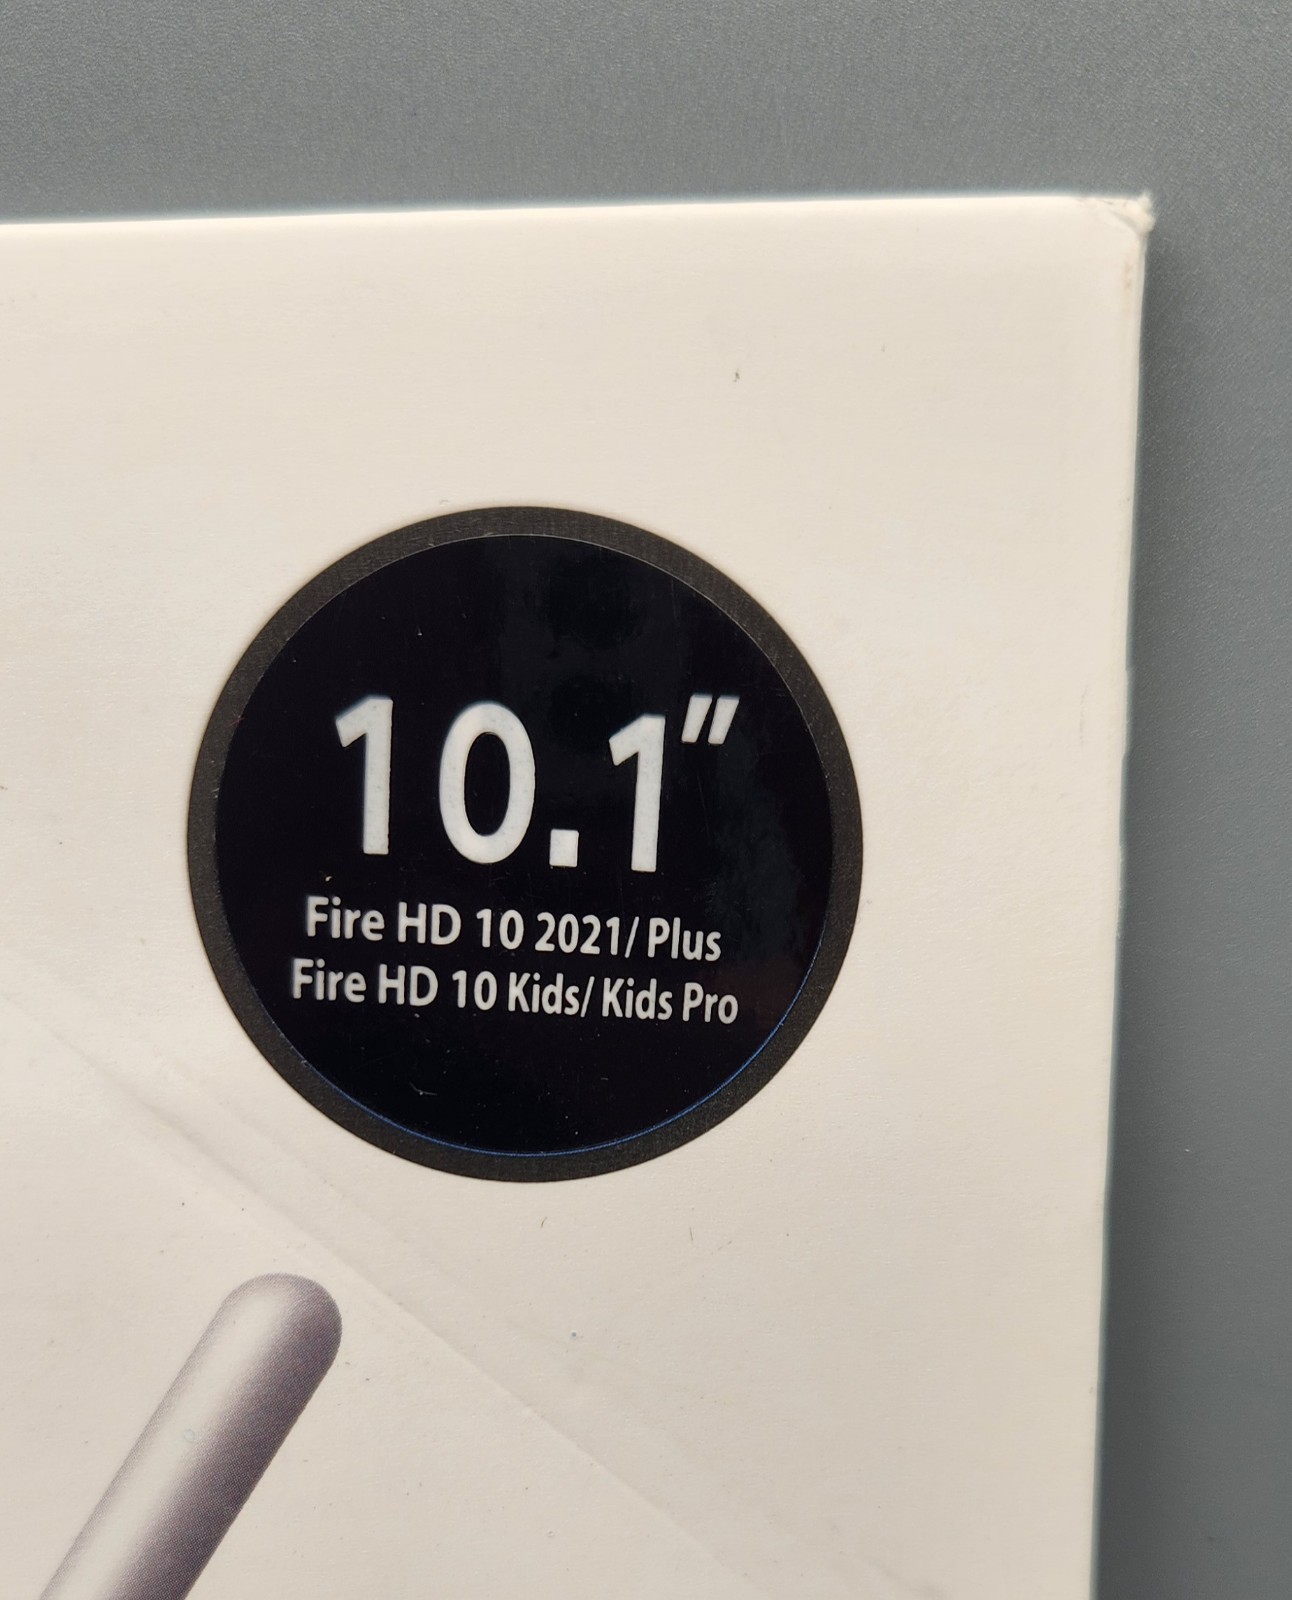 10.1"
Fire HD 10 2021/ Plus
Fire HD 10 Kids/ Kids Pro